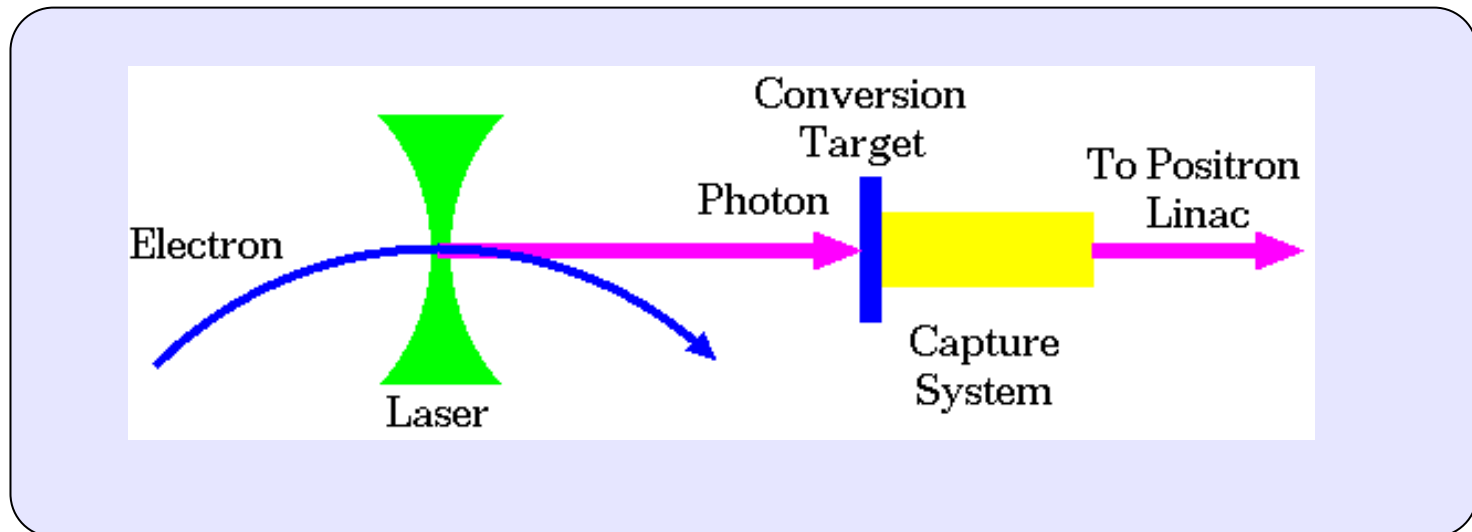 Electron
Laser
Photon
Conversion
Target
Capture
System
To Positron
Linac